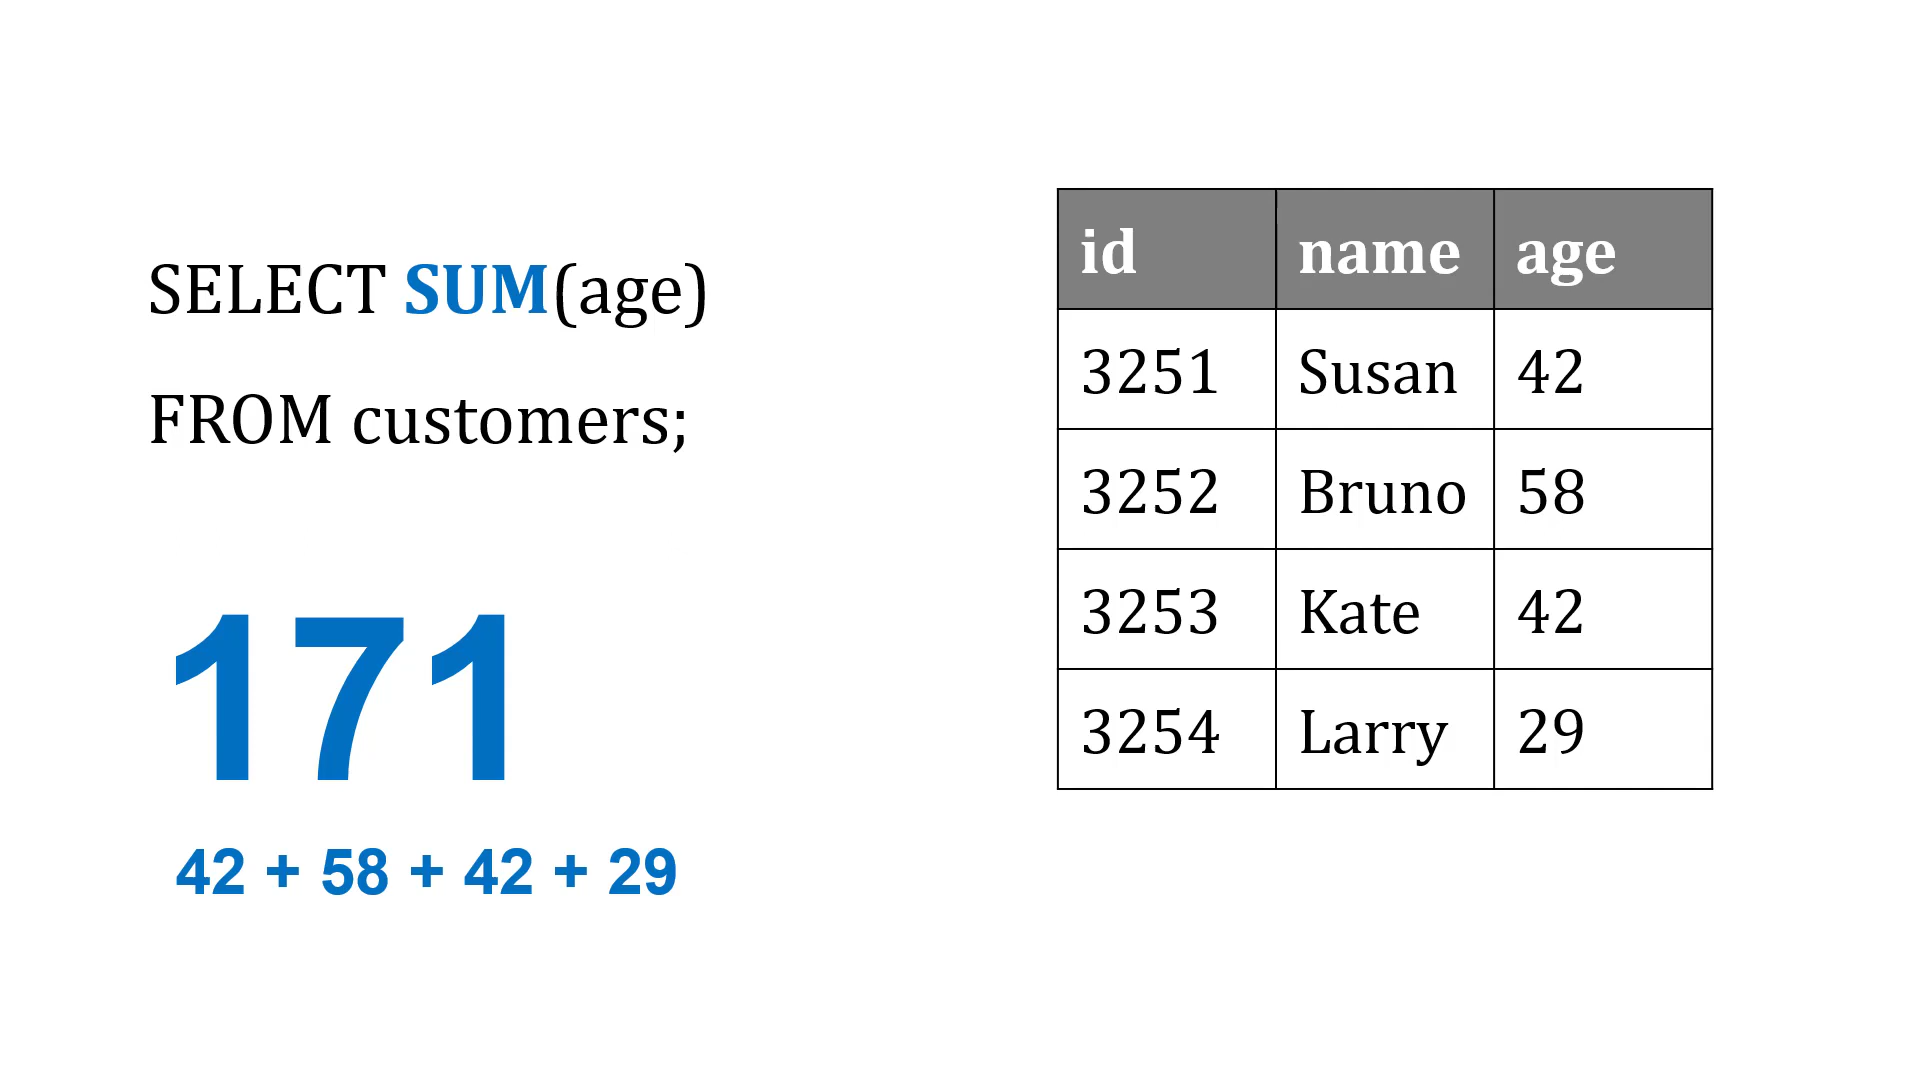 SELECT SUM(age)
FROM customers;
171
42 + 58 + 42 + 29
id name age
3251 Susan 42
3252 Bruno 58
3253 Kate 42
3254 Larry 29